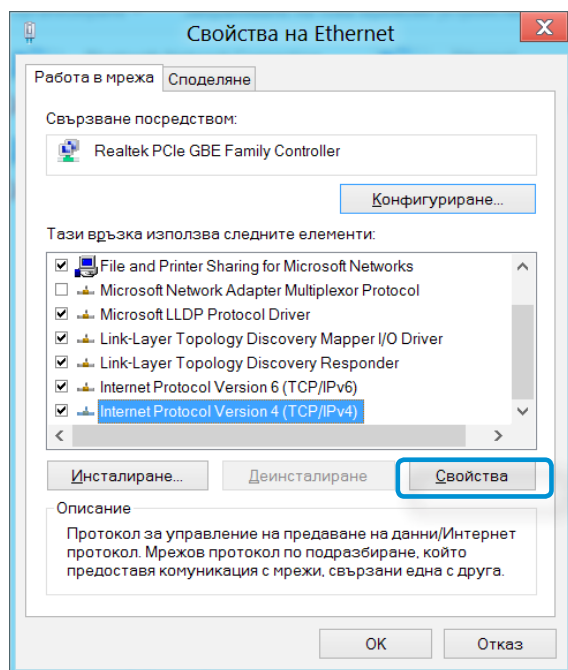 Свойства на Ethernet
X
Работа в мрежа Споделяне
Свързване посредством:
Realtek PCIe GBE Family Controller
Конфигуриране...
Тази връзка използва следните елементи:
File and Printer Sharing for Microsoft Networks
Microsoft Network Adapter Multiplexor Protocol
Microsoft LLDP Protocol Driver
Link-Layer Topology Discovery Mapper I/O Driver
Link-Layer Topology Discovery Responder
Internet Protocol Version 6 (TCP/IPv6)
Internet Protocol Version 4 (TCP/IPv4)
Инсталиране... Деинсталиране Свойства
Описание
Протокол за управление на предаване на данни/Интернет
протокол. Мрежов протокол по подразбиране, който
предоставя комуникация с мрежи, свързани една с друга.
OK Отказ